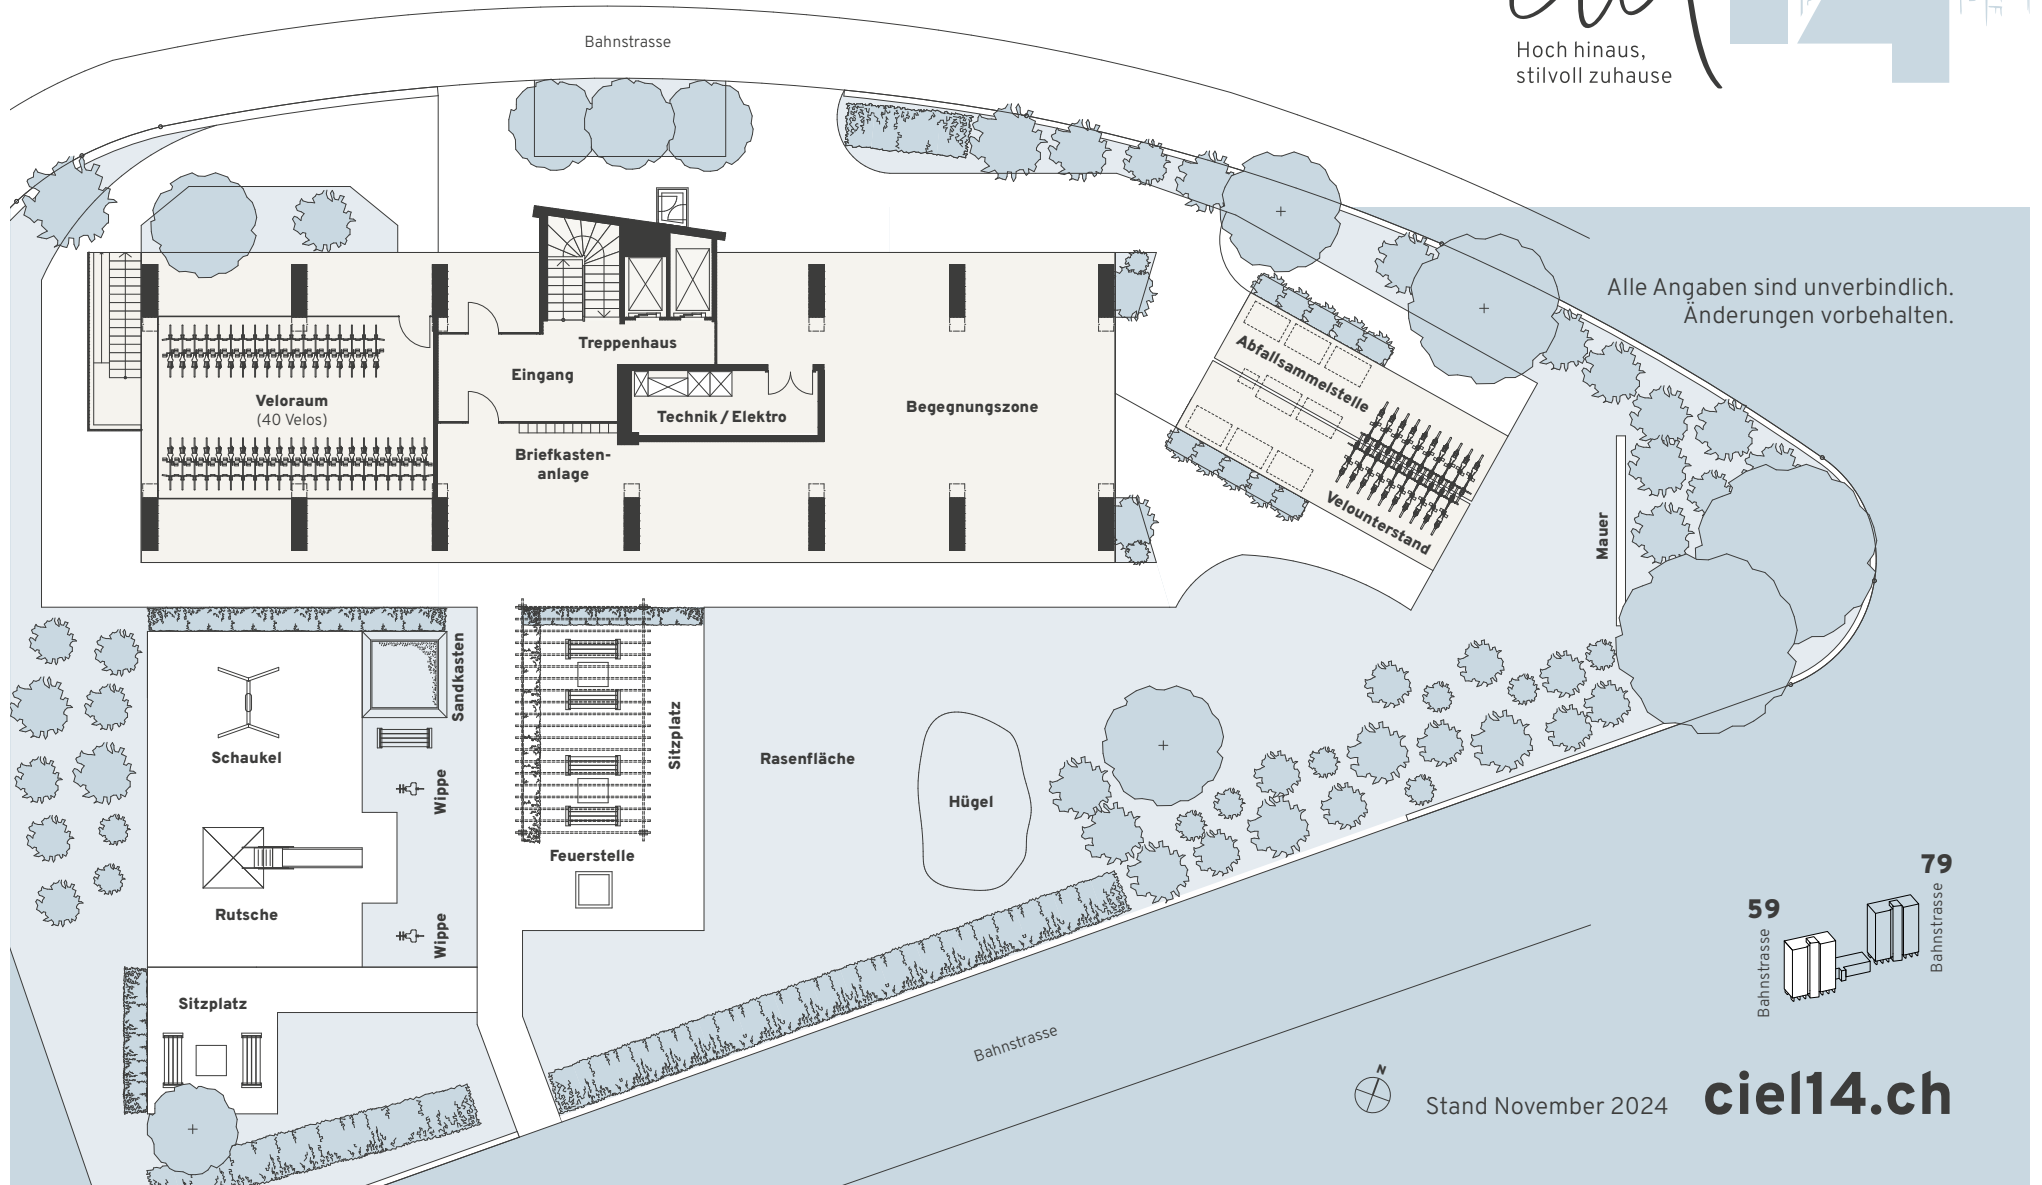 Bahnstrasse
Hoch hinaus,
stilvoll zuhause
Alle Angaben sind unverbindlich.
Änderungen vorbehalten.
Treppenhaus
Eingang
Veloraum
(40 Velos)
Technik / Elektro
Begegnungszone
Briefkasten-
anlage
Abfallsammelstelle
Velounterstand
Mauer
Sandkasten
Schaukel
Wippe
Sitzplatz
Rasenfläche
Hügel
Feuerstelle
Rutsche
Wippe
Sitzplatz
Bahnstrasse
79
Bahnstrasse
59
Bahnstrasse
N
Stand November 2024
ciel14.ch